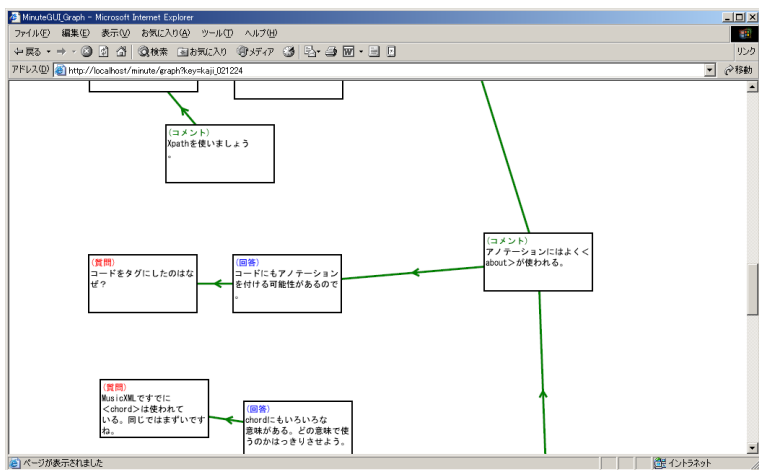 MinuteGUI_Graph - Microsoft Internet Explorer
ファイル(F) 編集(E) 表示(V) お気に入り(A) ツール(T) ヘルプ(H)
戻る 検索 お気に入り メディア リンク
アドレス(D) http://localhost/minute/graph?key=kaji_021224 移動
(コメント)
Xpathを使いましょう
。
(コメント)
アノテーションにはよく<
about>が使われる。
(質問)
コードをタグにしたのはな
ぜ?
(回答)
コードにもアノテーション
を付ける可能性があるので
。
(質問)
MusicXMLですでに
<chord>は使われて
いる。同じではまずいです
ね。
(回答)
chordにもいろいろな
意味がある。どの意味で使
うのかはっきりさせよう。
ページが表示されました イントラネット